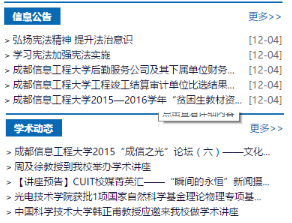 信息公告
更多>>
> 弘扬宪法精神 提升法治意识 [12-04]
> 学习宪法加强宪法实施 [12-04]
> 成都信息工程大学后勤服务公司及其下属单位财务... [12-04]
> 成都信息工程大学工程竣工结算审计单位比选结果... [12-04]
> 成都信息工程大学2015—2016学年“贫困生教材资... [12-04]
点击查看详细内容
学术动态
更多>>
> 成都信息工程大学2015“成信之光”论坛（六）——文化...
> 周及徐教授到我校举办学术讲座
> 【讲座预告】CUIT校媒菁英汇——“瞬间的永恒”新闻摄...
> 光电技术学院获批1项国家自然科学基金理论物理专项基...
> 中国科学技术大学韩正甫教授应邀来我校做学术讲座